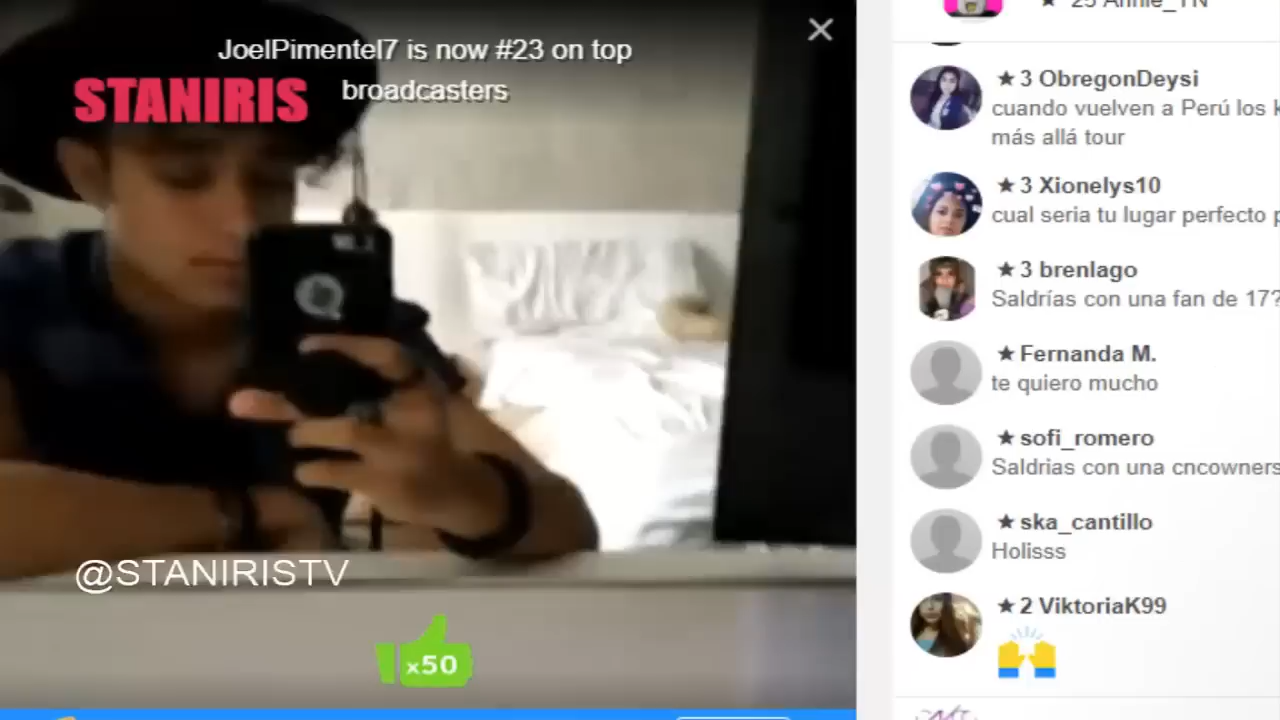 25 Annie_TN
JoelPimentel7 is now #23 on top
broadcasters
STANIRIS
3 ObregonDeysi
cuando vuelven a Perú los
más allá tour
3 Xionelys10
cual seria tu lugar perfecto
3 brenlago
Saldrías con una fan de 17?
Fernanda M.
te quiero mucho
sofi_romero
Saldrias con una cncowners
ska_cantillo
Holisss
2 ViktoriaK99
@STANIRISTV
x50